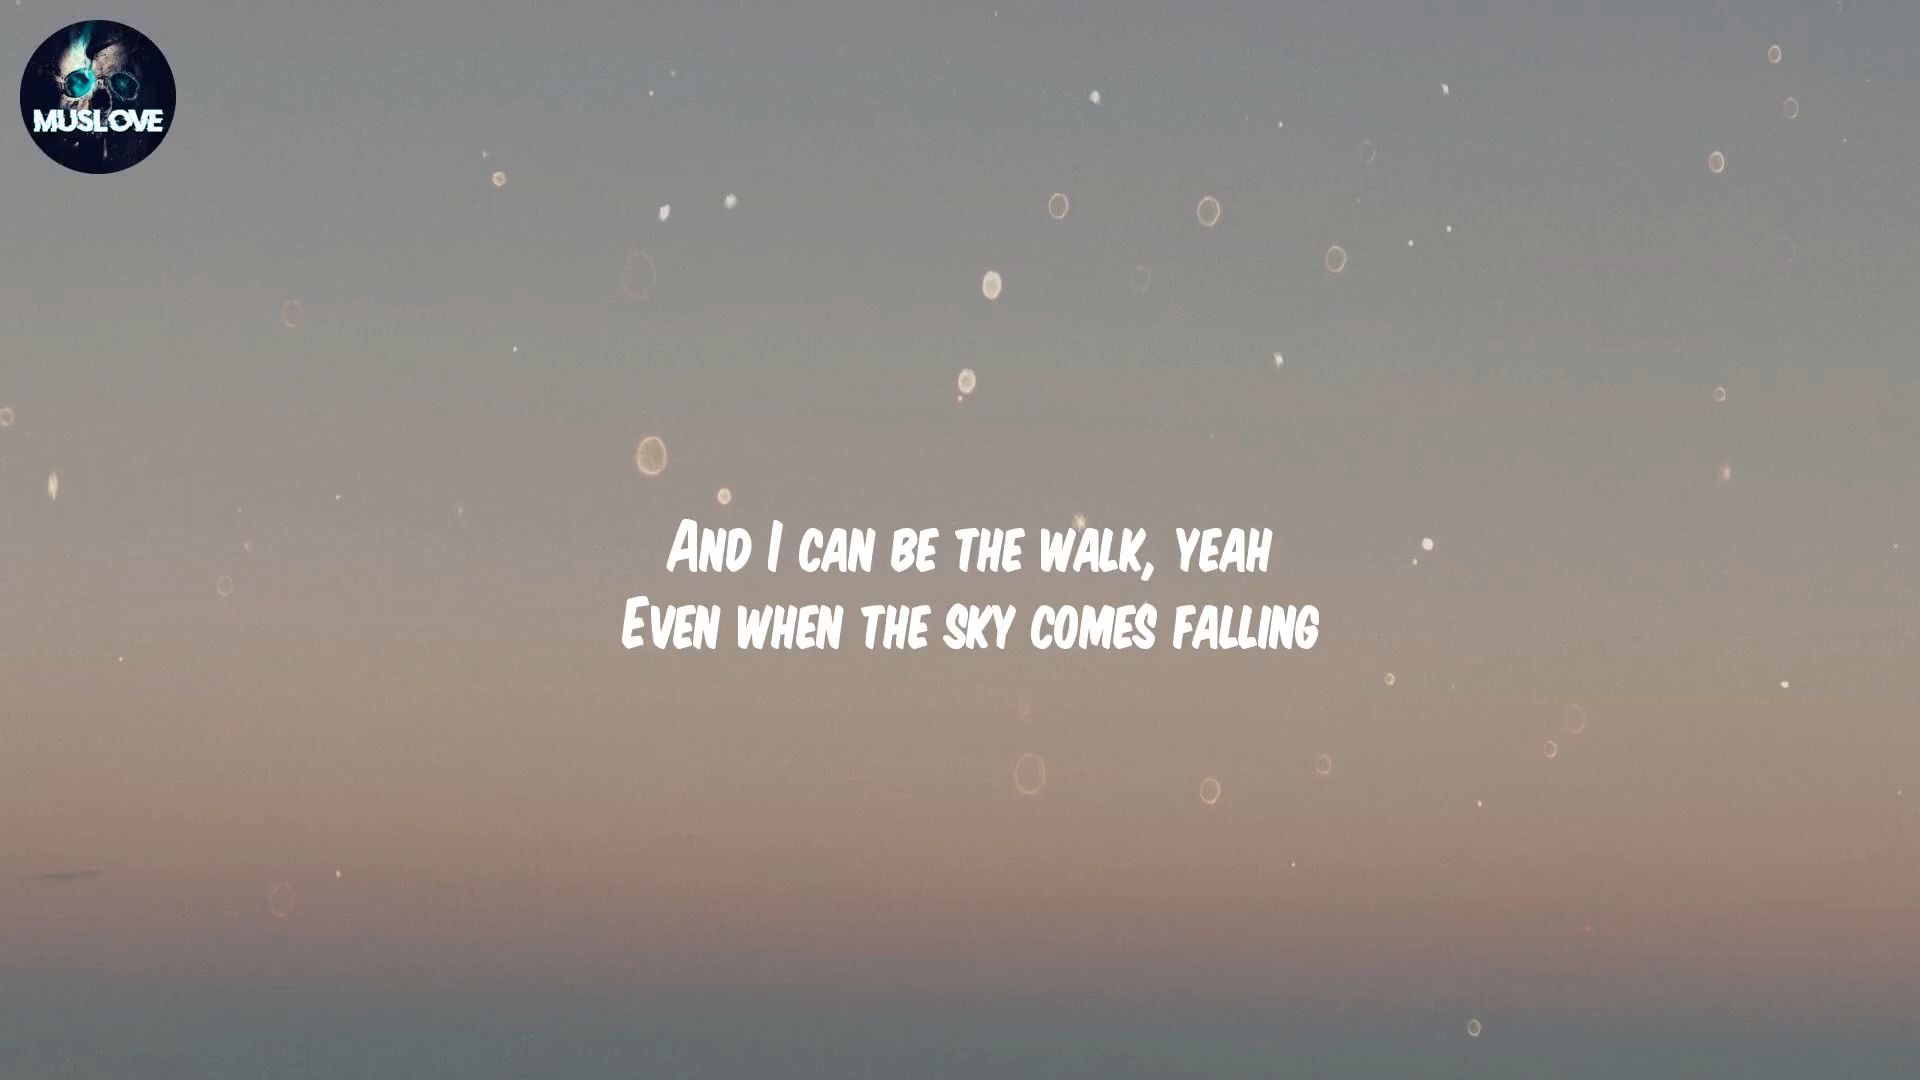 MUSLOVE
And I can be the walk, yeah
Even when the sky comes falling